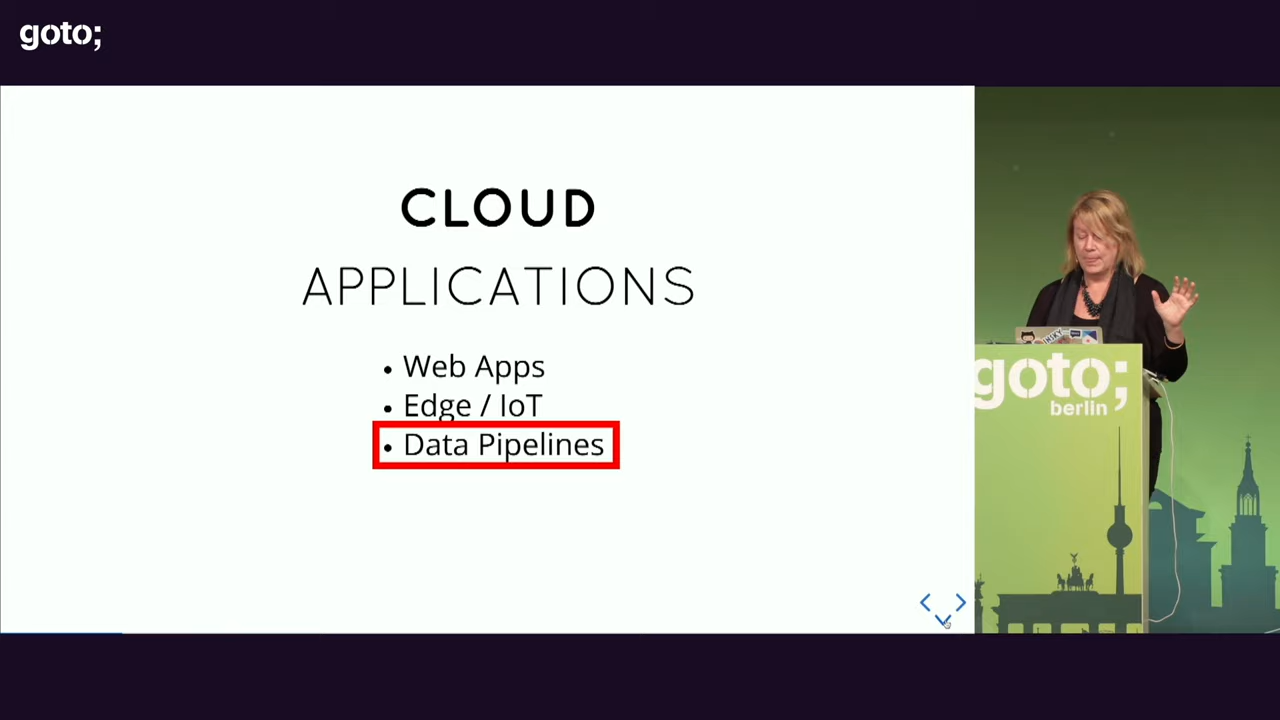 goto;
CLOUD
APPLICATIONS
• Web Apps
• Edge / IoT
• Data Pipelines
goto;
berlin